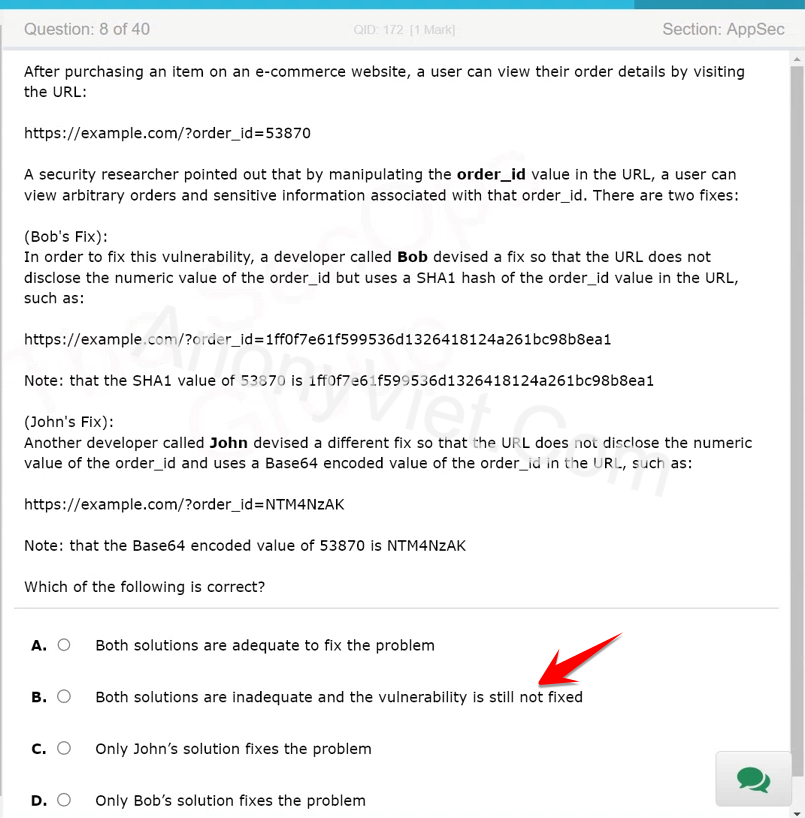 Question: 8 of 40 QID: 172 [1 Mark] Section: AppSec
After purchasing an item on an e-commerce website, a user can view their order details by visiting
the URL:
https://example.com/?order_id=53870
A security researcher pointed out that by manipulating the order_id value in the URL, a user can
view arbitrary orders and sensitive information associated with that order_id. There are two fixes:
(Bob's Fix):
In order to fix this vulnerability, a developer called Bob devised a fix so that the URL does not
disclose the numeric value of the order_id but uses a SHA1 hash of the order_id value in the URL,
such as:
https://example.com/?order_id=1ff0f7e61f599536d1326418124a261bc98b8ea1
Note: that the SHA1 value of 53870 is 1ff0f7e61f599536d1326418124a261bc98b8ea1
(John's Fix):
Another developer called John devised a different fix so that the URL does not disclose the numeric
value of the order_id and uses a Base64 encoded value of the order_id in the URL, such as:
https://example.com/?order_id=NTM4NzAK
Note: that the Base64 encoded value of 53870 is NTM4NzAK
Which of the following is correct?
A. Both solutions are adequate to fix the problem
B. Both solutions are inadequate and the vulnerability is still not fixed
C. Only John’s solution fixes the problem
D. Only Bob’s solution fixes the problem
AnonyViet.Com